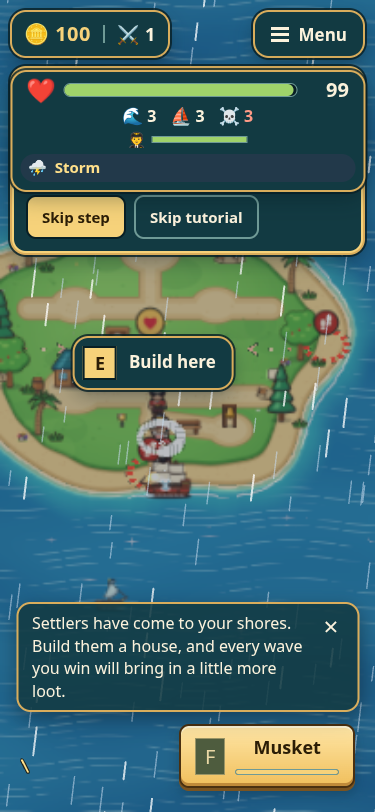 100
1
Menu
99
3
3
3
Storm
Skip step
Skip tutorial
E
Build here
Settlers have come to your shores.
Build them a house, and every wave
you win will bring in a little more
loot.
F
Musket